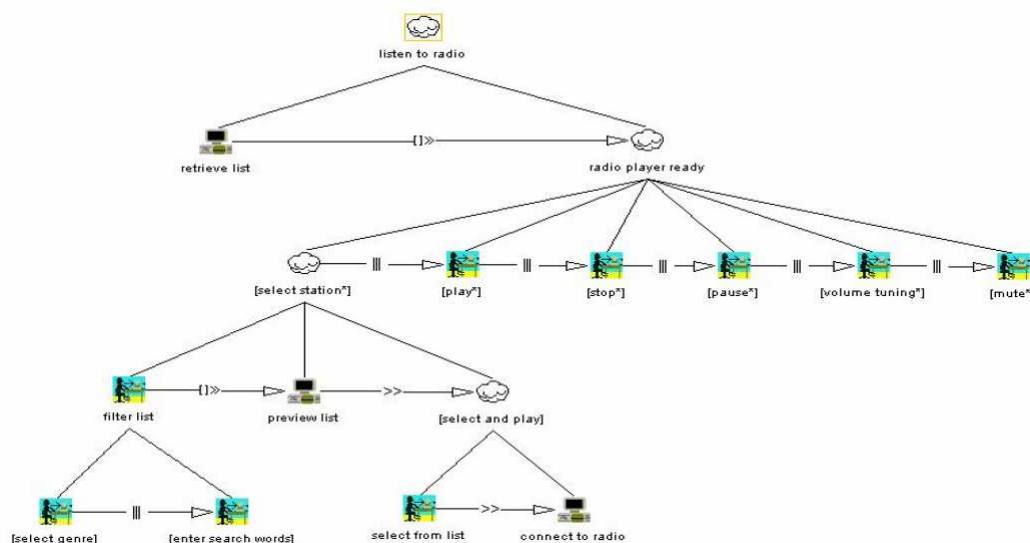 listen to radio
[]»
retrieve list
radio player ready
||| ||| ||| ||| |||
[select station*] [play*] [stop*] [pause*] [volume tuning*] [mute*
[]» >>
filter list preview list [select and play]
||| >>
[select genre] [enter search words] select from list connect to radio